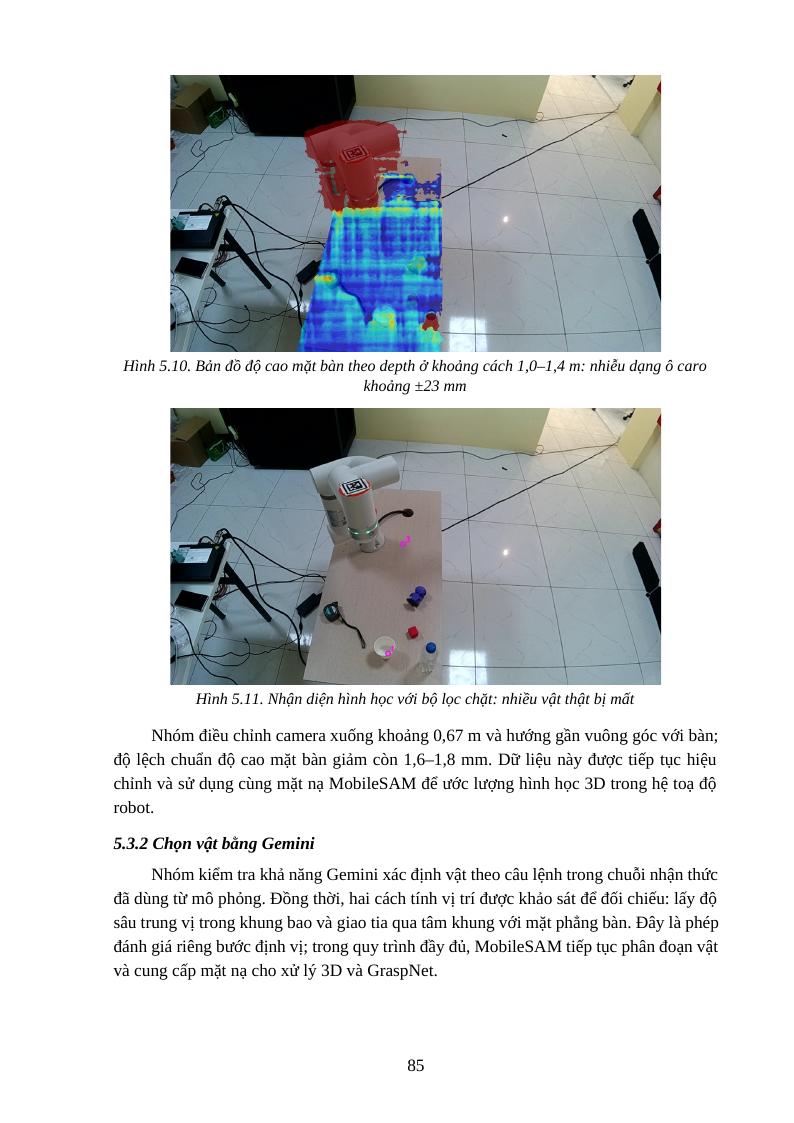 Hình 5.10. Bản đồ độ cao mặt bàn theo depth ở khoảng cách 1,0–1,4 m: nhiễu dạng ô caro
khoảng ±23 mm
Hình 5.11. Nhận diện hình học với bộ lọc chặt: nhiều vật thật bị mất
Nhóm điều chỉnh camera xuống khoảng 0,67 m và hướng gần vuông góc với bàn;
độ lệch chuẩn độ cao mặt bàn giảm còn 1,6–1,8 mm. Dữ liệu này được tiếp tục hiệu
chỉnh và sử dụng cùng mặt nạ MobileSAM để ước lượng hình học 3D trong hệ toạ độ
robot.
5.3.2 Chọn vật bằng Gemini
Nhóm kiểm tra khả năng Gemini xác định vật theo câu lệnh trong chuỗi nhận thức
đã dùng từ mô phỏng. Đồng thời, hai cách tính vị trí được khảo sát để đối chiếu: lấy độ
sâu trung vị trong khung bao và giao tia qua tâm khung với mặt phẳng bàn. Đây là phép
đánh giá riêng bước định vị; trong quy trình đầy đủ, MobileSAM tiếp tục phân đoạn vật
và cung cấp mặt nạ cho xử lý 3D và GraspNet.
85